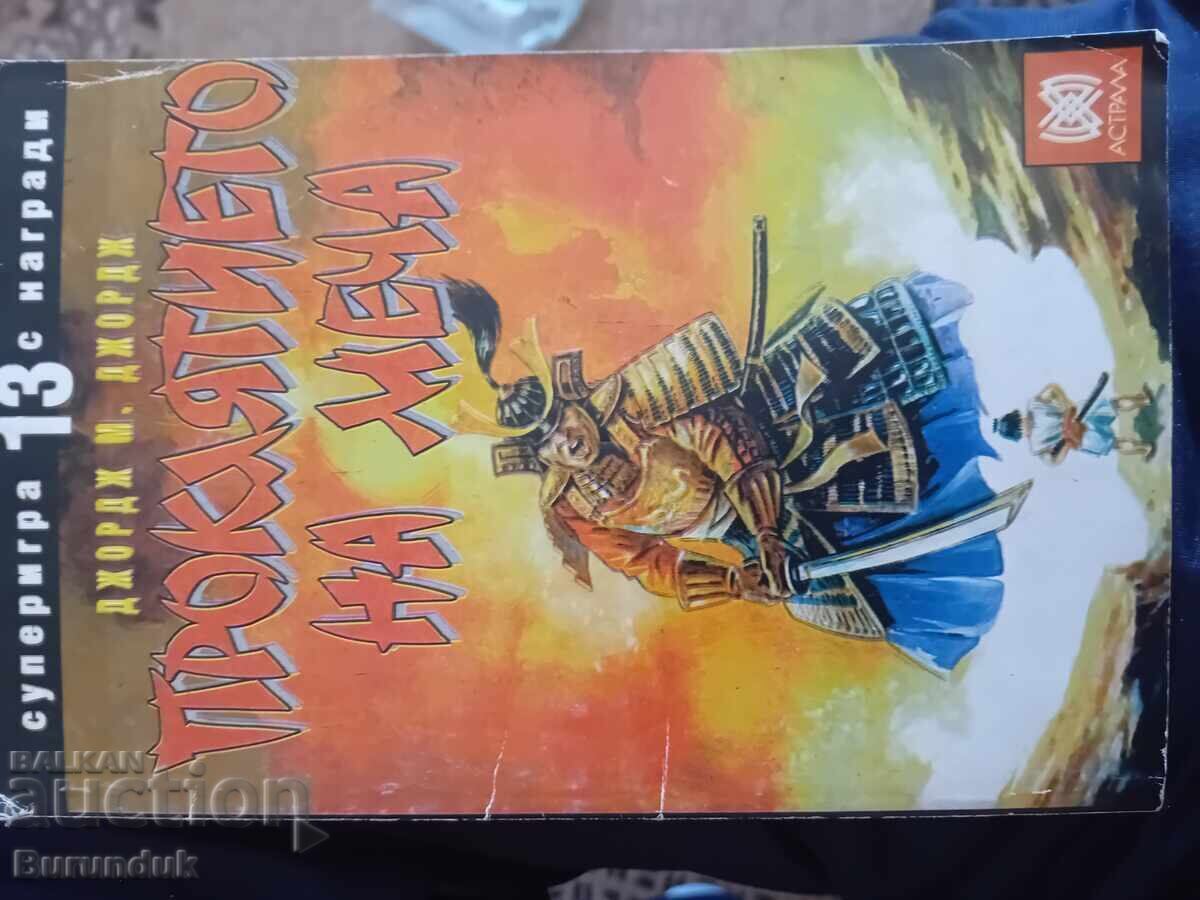 суперигра 13 с награди
ДЖОРДЖ М. ДЖОРДЖ
ПРОКЛЯТИЕТО
НА МЕЧА
АСТРАЛА
BALKAN
auction
Burunduk